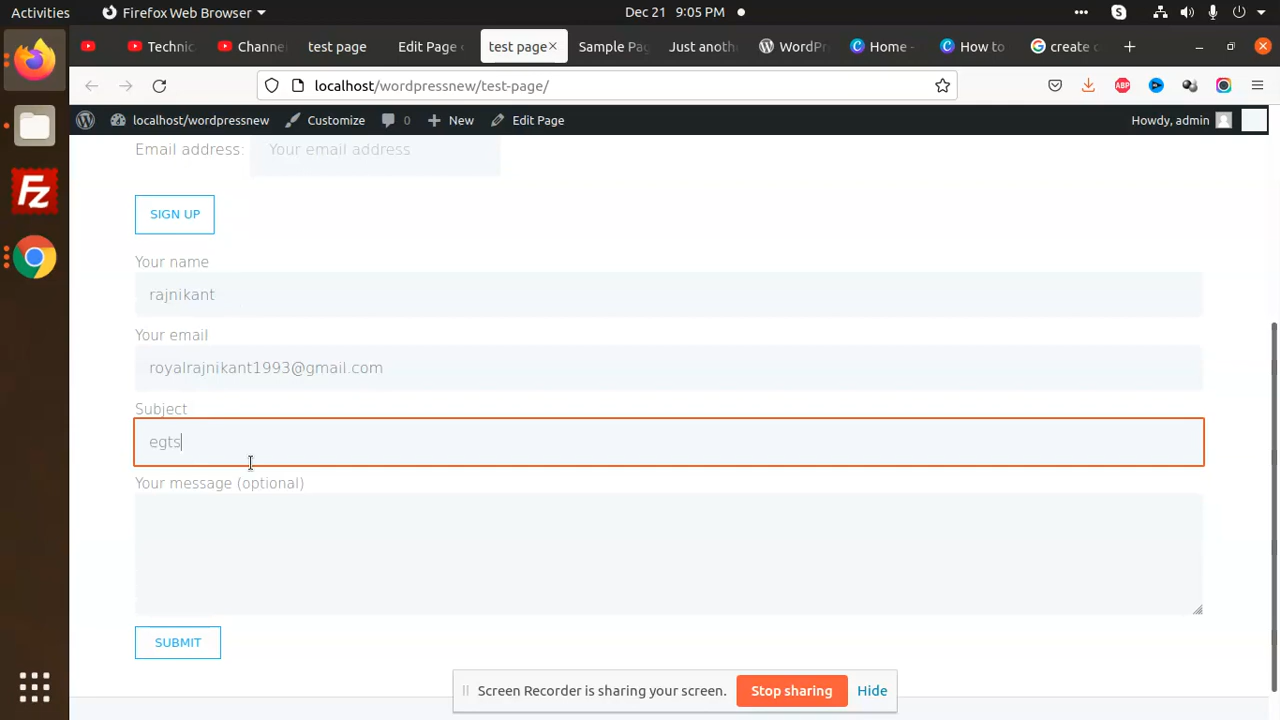 Activities Firefox Web Browser Dec 21 9:05 PM
Technic Channe test page Edit Page test page Sample Pa Just anoth WordPr Home - How to create c
localhost/wordpressnew/test-page/
localhost/wordpressnew Customize 0 New Edit Page Howdy, admin
Email address: Your email address
SIGN UP
Your name
rajnikant
Your email
royalrajnikant1993@gmail.com
Subject
egts
Your message (optional)
SUBMIT
Screen Recorder is sharing your screen. Stop sharing Hide